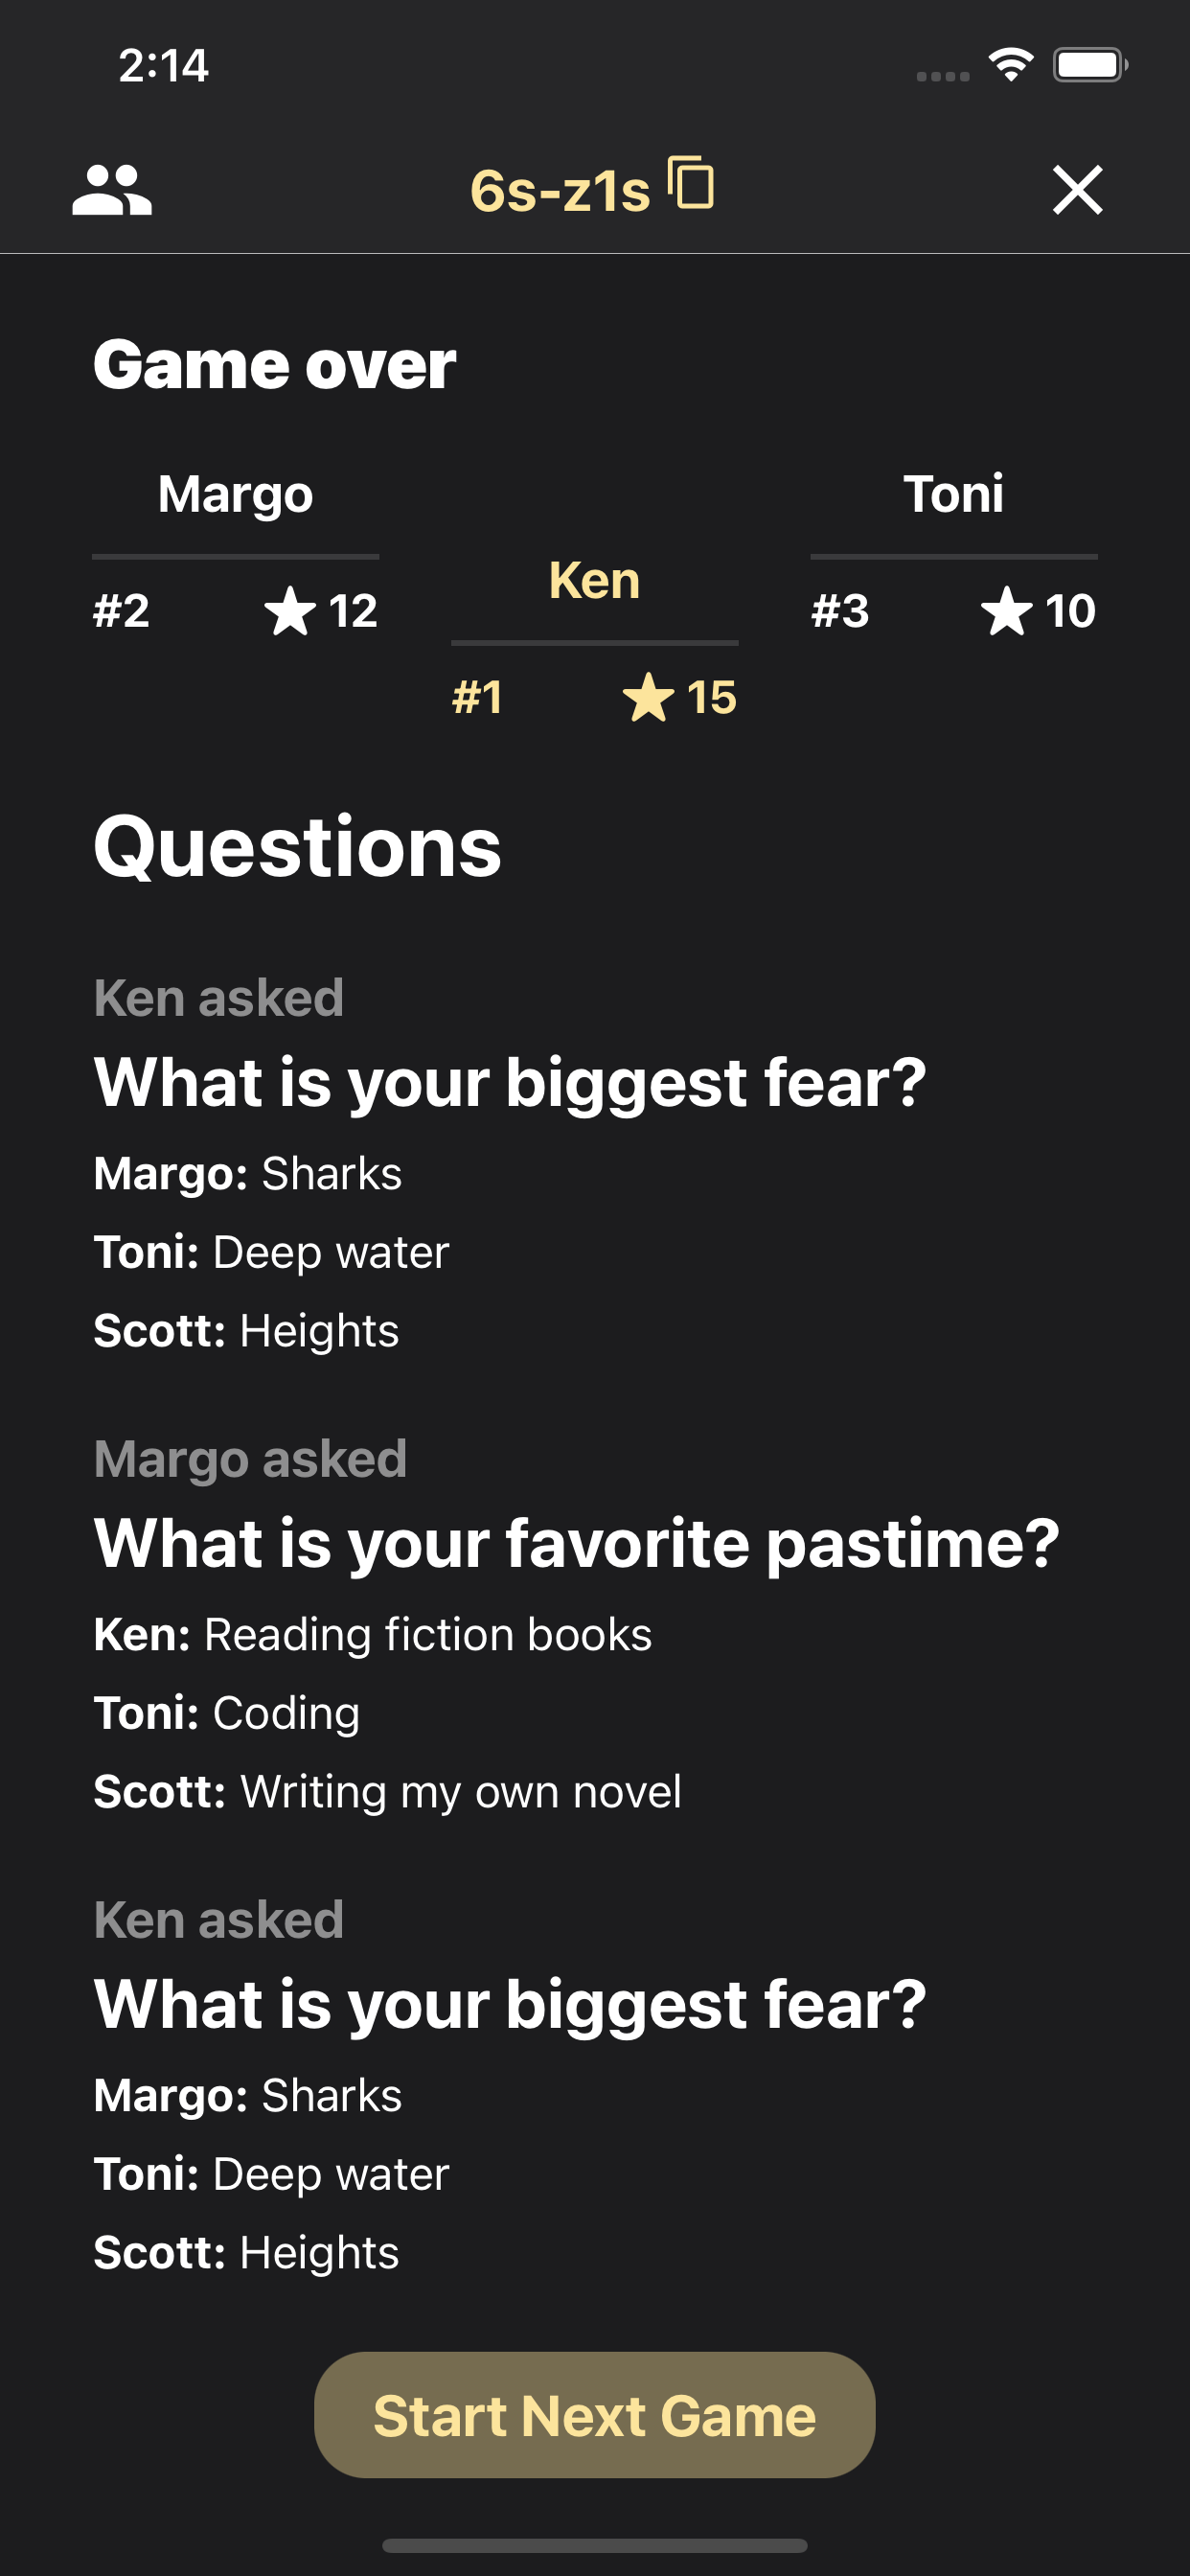 2:14
6s-z1s
Game over
Margo
Toni
Ken
#2 12
#3 10
#1 15
Questions
Ken asked
What is your biggest fear?
Margo: Sharks
Toni: Deep water
Scott: Heights
Margo asked
What is your favorite pastime?
Ken: Reading fiction books
Toni: Coding
Scott: Writing my own novel
Ken asked
What is your biggest fear?
Margo: Sharks
Toni: Deep water
Scott: Heights
Start Next Game